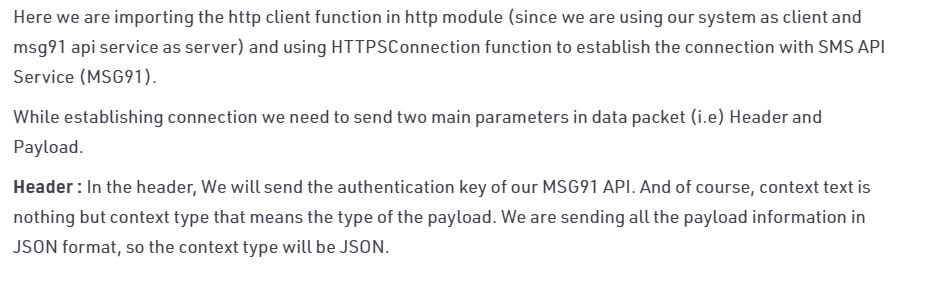 Here we are importing the http client function in http module (since we are using our system as client and
msg91 api service as server) and using HTTPSConnection function to establish the connection with SMS API
Service (MSG91).
While establishing connection we need to send two main parameters in data packet (i.e) Header and
Payload.
Header : In the header, We will send the authentication key of our MSG91 API. And of course, context text is
nothing but context type that means the type of the payload. We are sending all the payload information in
JSON format, so the context type will be JSON.